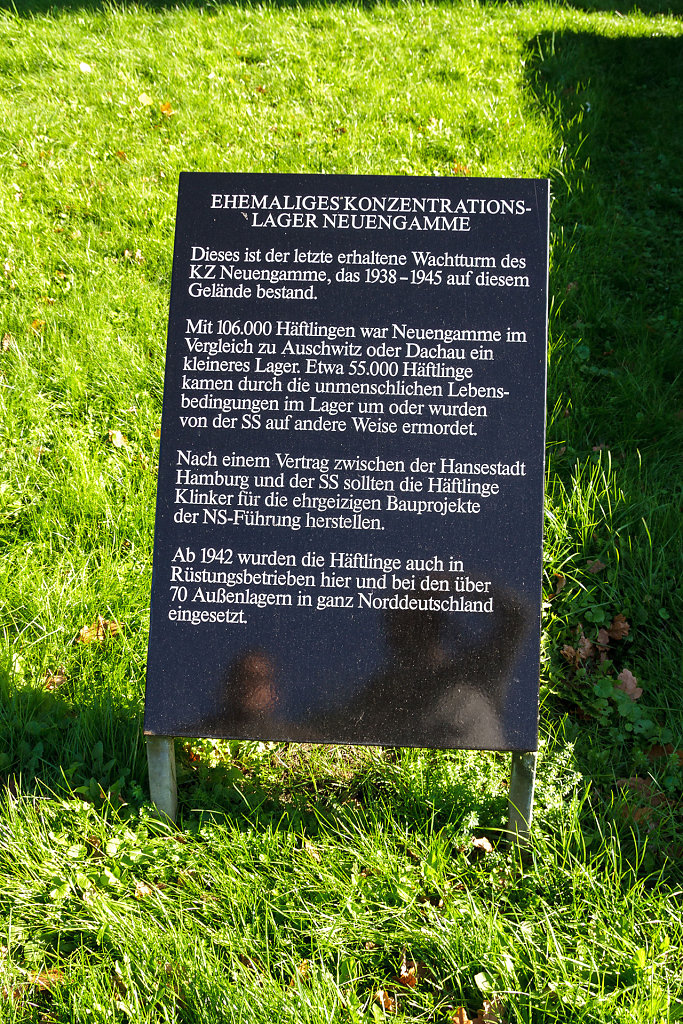 EHEMALIGES KONZENTRATIONS-
LAGER NEUENGAMME
Dieses ist der letzte erhaltene Wachtturm des
KZ Neuengamme, das 1938–1945 auf diesem
Gelände bestand.
Mit 106.000 Häftlingen war Neuengamme im
Vergleich zu Auschwitz oder Dachau ein
kleineres Lager. Etwa 55.000 Häftlinge
kamen durch die unmenschlichen Lebens-
bedingungen im Lager um oder wurden
von der SS auf andere Weise ermordet.
Nach einem Vertrag zwischen der Hansestadt
Hamburg und der SS sollten die Häftlinge
Klinker für die ehrgeizigen Bauprojekte
der NS-Führung herstellen.
Ab 1942 wurden die Häftlinge auch in
Rüstungsbetrieben hier und bei den über
70 Außenlagern in ganz Norddeutschland
eingesetzt.